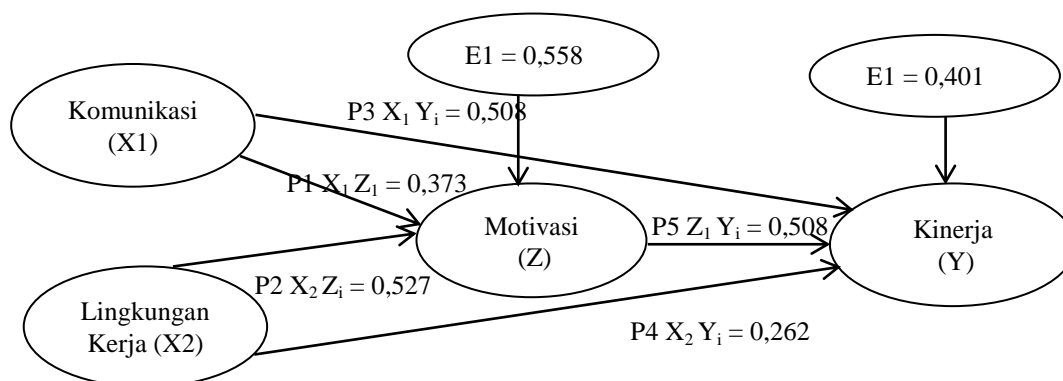 E1 = 0,558
E1 = 0,401
Komunikasi
(X1)
P3 X₁ Yᵢ = 0,508
P1 X₁ Z₁ = 0,373
Motivasi
(Z)
P5 Z₁ Yᵢ = 0,508
Kinerja
(Y)
P2 X₂ Zᵢ = 0,527
Lingkungan
Kerja (X2)
P4 X₂ Yᵢ = 0,262